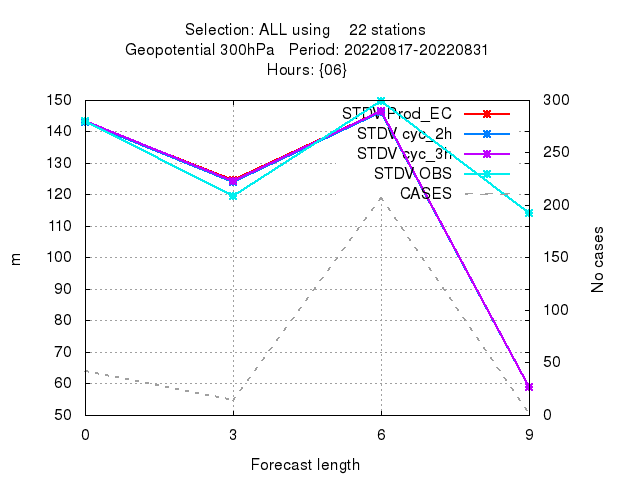 Selection: ALL using 22 stations
Geopotential 300hPa Period: 20220817-20220831
Hours: {06}
150 300
140
130
120
110
100
90
80
70
60
50
250
200
150
100
50
0
STDV Prod_EC
STDV cyc_2h
STDV cyc_3h
STDV OBS
CASES
m
No cases
0 3 6 9
Forecast length